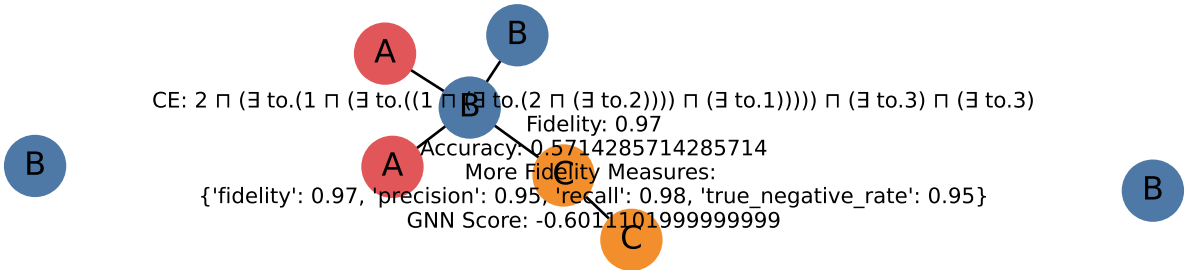 B
A
CE: 2 ⊓ (∃ to.(1 ⊓ (∃ to.((1 ⊓ (∃ to.(2 ⊓ (∃ to.2)))) ⊓ (∃ to.1))))) ⊓ (∃ to.3) ⊓ (∃ to.3)
B
Fidelity: 0.97
Accuracy: 0.5714285714285714
B
A
More Fidelity Measures:
C
B
{'fidelity': 0.97, 'precision': 0.95, 'recall': 0.98, 'true_negative_rate': 0.95}
GNN Score: -0.6011101999999999
C